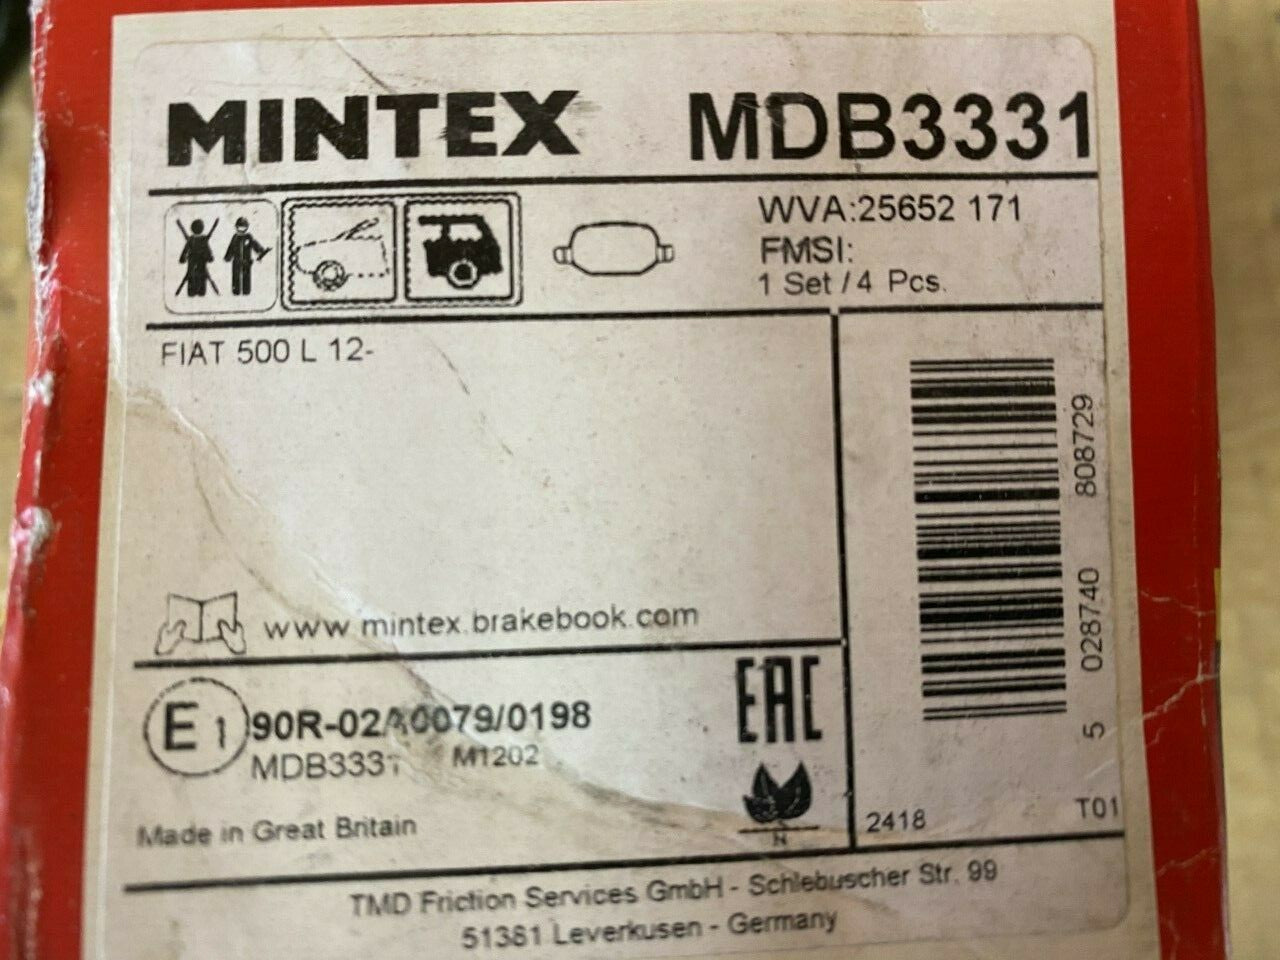 MINTEX MDB3331
WVA:25652 171
FMSI:
1 Set / 4 Pcs.
FIAT 500 L 12-
www.mintex.brakebook.com
E1 90R-02A0079/0198
MDB3331 M1202
EAC
N
Made in Great Britain
5 028740 808729
2418 T01
TMD Friction Services GmbH - Schlebuscher Str. 99
51381 Leverkusen - Germany